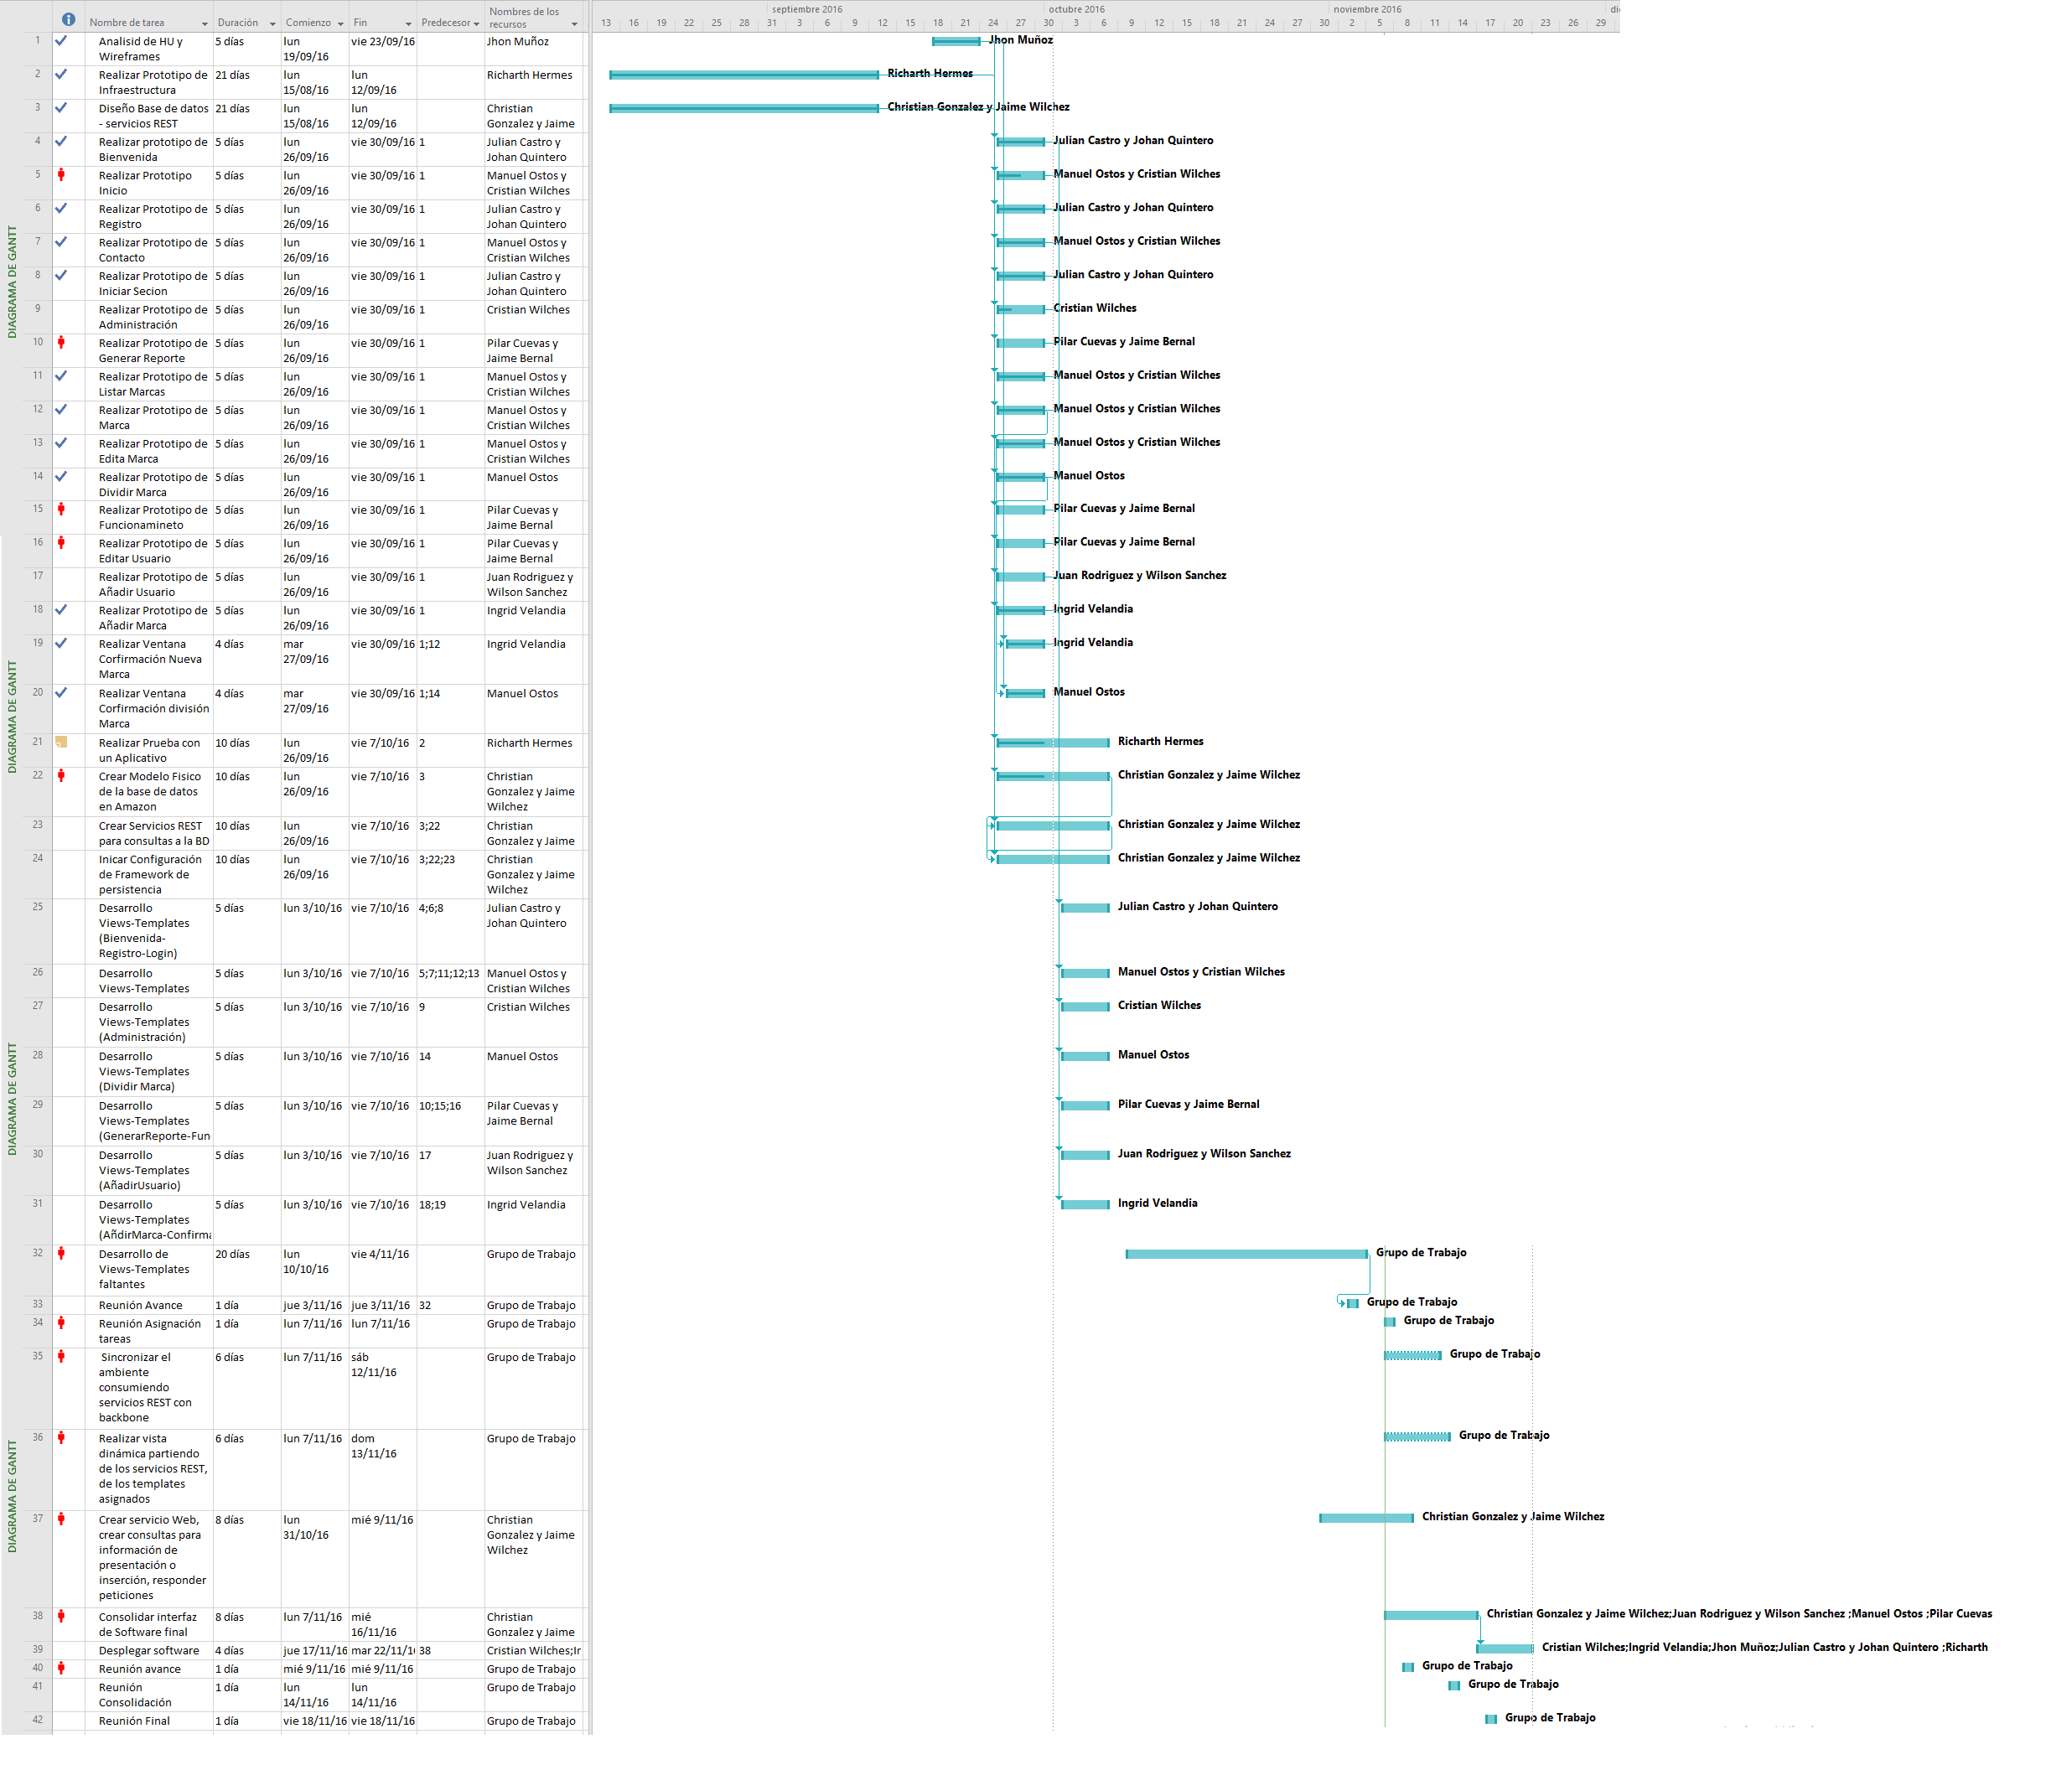 septiembre 2016 octubre 2016 noviembre 2016
Nombre de tarea Duración Comienzo Fin Predecesor Nombres de los recursos
13 16 19 22 25 28 31 3 6 9 12 15 18 21 24 27 30 3 6 9 12 15 18 21 24 27 30 2 5 8 11 14 17 20 23 26 29
DIAGRAMA DE GANTT
DIAGRAMA DE GANTT
DIAGRAMA DE GANTT
DIAGRAMA DE GANTT
1 Analisid de HU y 5 días lun vie 23/09/16 Jhon Muñoz Jhon Muñoz
Wireframes 19/09/16
2 Realizar Prototipo de 21 días lun lun Richarth Hermes Richarth Hermes
Infraestructura 15/08/16 12/09/16
3 Diseño Base de datos 21 días lun lun Christian Christian Gonzalez y Jaime Wilchez
- servicios REST 15/08/16 12/09/16 Gonzalez y Jaime
4 Realizar prototipo de 5 días lun vie 30/09/16 1 Julian Castro y Julian Castro y Johan Quintero
Bienvenida 26/09/16 Johan Quintero
5 Realizar Prototipo 5 días lun vie 30/09/16 1 Manuel Ostos y Manuel Ostos y Cristian Wilches
Inicio 26/09/16 Cristian Wilches
6 Realizar Prototipo de 5 días lun vie 30/09/16 1 Julian Castro y Julian Castro y Johan Quintero
Registro 26/09/16 Johan Quintero
7 Realizar Prototipo de 5 días lun vie 30/09/16 1 Manuel Ostos y Manuel Ostos y Cristian Wilches
Contacto 26/09/16 Cristian Wilches
8 Realizar Prototipo de 5 días lun vie 30/09/16 1 Julian Castro y Julian Castro y Johan Quintero
Iniciar Secion 26/09/16 Johan Quintero
9 Realizar Prototipo de 5 días lun vie 30/09/16 1 Cristian Wilches Cristian Wilches
Administración 26/09/16
10 Realizar Prototipo de 5 días lun vie 30/09/16 1 Pilar Cuevas y Pilar Cuevas y Jaime Bernal
Generar Reporte 26/09/16 Jaime Bernal
11 Realizar Prototipo de 5 días lun vie 30/09/16 1 Manuel Ostos y Manuel Ostos y Cristian Wilches
Listar Marcas 26/09/16 Cristian Wilches
12 Realizar Prototipo de 5 días lun vie 30/09/16 1 Manuel Ostos y Manuel Ostos y Cristian Wilches
Marca 26/09/16 Cristian Wilches
13 Realizar Prototipo de 5 días lun vie 30/09/16 1 Manuel Ostos y Manuel Ostos y Cristian Wilches
Edita Marca 26/09/16 Cristian Wilches
14 Realizar Prototipo de 5 días lun vie 30/09/16 1 Manuel Ostos Manuel Ostos
Dividir Marca 26/09/16
15 Realizar Prototipo de 5 días lun vie 30/09/16 1 Pilar Cuevas y Pilar Cuevas y Jaime Bernal
Funcionamineto 26/09/16 Jaime Bernal
16 Realizar Prototipo de 5 días lun vie 30/09/16 1 Pilar Cuevas y Pilar Cuevas y Jaime Bernal
Editar Usuario 26/09/16 Jaime Bernal
17 Realizar Prototipo de 5 días lun vie 30/09/16 1 Juan Rodriguez y Juan Rodriguez y Wilson Sanchez
Añadir Usuario 26/09/16 Wilson Sanchez
18 Realizar Prototipo de 5 días lun vie 30/09/16 1 Ingrid Velandia Ingrid Velandia
Añadir Marca 26/09/16
19 Realizar Ventana 4 días mar vie 30/09/16 1;12 Ingrid Velandia Ingrid Velandia
Corfirmación Nueva 27/09/16
Marca
20 Realizar Ventana 4 días mar vie 30/09/16 1;14 Manuel Ostos Manuel Ostos
Corfirmación división 27/09/16
Marca
21 Realizar Prueba con 10 días lun vie 7/10/16 2 Richarth Hermes Richarth Hermes
un Aplicativo 26/09/16
22 Crear Modelo Fisico 10 días lun vie 7/10/16 3 Christian Christian Gonzalez y Jaime Wilchez
de la base de datos 26/09/16 Gonzalez y Jaime
en Amazon Wilchez
23 Crear Servicios REST 10 días lun vie 7/10/16 3;22 Christian Christian Gonzalez y Jaime Wilchez
para consultas a la BD 26/09/16 Gonzalez y Jaime
24 Inicar Configuración 10 días lun vie 7/10/16 3;22;23 Christian Christian Gonzalez y Jaime Wilchez
de Framework de 26/09/16 Gonzalez y Jaime
persistencia Wilchez
25 Desarrollo 5 días lun 3/10/16 vie 7/10/16 4;6;8 Julian Castro y Julian Castro y Johan Quintero
Views-Templates Johan Quintero
(Bienvenida-
Registro-Login)
26 Desarrollo 5 días lun 3/10/16 vie 7/10/16 5;7;11;12;13 Manuel Ostos y Manuel Ostos y Cristian Wilches
Views-Templates Cristian Wilches
27 Desarrollo 5 días lun 3/10/16 vie 7/10/16 9 Cristian Wilches Cristian Wilches
Views-Templates
(Administración)
28 Desarrollo 5 días lun 3/10/16 vie 7/10/16 14 Manuel Ostos Manuel Ostos
Views-Templates
(Dividir Marca)
29 Desarrollo 5 días lun 3/10/16 vie 7/10/16 10;15;16 Pilar Cuevas y Pilar Cuevas y Jaime Bernal
Views-Templates Jaime Bernal
(GenerarReporte-Fun
30 Desarrollo 5 días lun 3/10/16 vie 7/10/16 17 Juan Rodriguez y Juan Rodriguez y Wilson Sanchez
Views-Templates Wilson Sanchez
(AñadirUsuario)
31 Desarrollo 5 días lun 3/10/16 vie 7/10/16 18;19 Ingrid Velandia Ingrid Velandia
Views-Templates
(AñdirMarca-Confirma
32 Desarrollo de 20 días lun vie 4/11/16 Grupo de Trabajo Grupo de Trabajo
Views-Templates 10/10/16
faltantes
33 Reunión Avance 1 día jue 3/11/16 jue 3/11/16 32 Grupo de Trabajo Grupo de Trabajo
34 Reunión Asignación 1 día lun 7/11/16 lun 7/11/16 Grupo de Trabajo Grupo de Trabajo
tareas
35 Sincronizar el 6 días lun 7/11/16 sáb Grupo de Trabajo Grupo de Trabajo
ambiente 12/11/16
consumiendo
servicios REST con
backbone
36 Realizar vista 6 días lun 7/11/16 dom Grupo de Trabajo Grupo de Trabajo
dinámica partiendo 13/11/16
de los servicios REST,
de los templates
asignados
37 Crear servicio Web, 8 días lun mié 9/11/16 Christian Christian Gonzalez y Jaime Wilchez
crear consultas para 31/10/16 Gonzalez y Jaime
información de Wilchez
presentación o
inserción, responder
peticiones
38 Consolidar interfaz 8 días lun 7/11/16 mié Christian Christian Gonzalez y Jaime Wilchez;Juan Rodriguez y Wilson Sanchez ;Manuel Ostos ;Pilar Cuevas
de Software final 16/11/16 Gonzalez y Jaime
39 Desplegar software 4 días jue 17/11/16 mar 22/11/16 38 Cristian Wilches;Ir Cristian Wilches;Ingrid Velandia;Jhon Muñoz;Julian Castro y Johan Quintero ;Richarth
40 Reunión avance 1 día mié 9/11/16 mié 9/11/16 Grupo de Trabajo Grupo de Trabajo
41 Reunión 1 día lun lun Grupo de Trabajo Grupo de Trabajo
Consolidación 14/11/16 14/11/16
42 Reunión Final 1 día vie 18/11/16 vie 18/11/16 Grupo de Trabajo Grupo de Trabajo